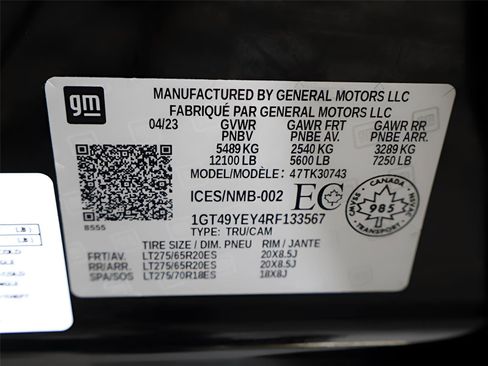 gm
MANUFACTURED BY GENERAL MOTORS LLC
FABRIQUÉ PAR GENERAL MOTORS LLC
04/23 GVWR GAWR FRT GAWR RR
PNBV PNBE AV. PNBE ARR.
5489 KG 2540 KG 3289 KG
12100 LB 5600 LB 7250 LB
MODEL/MODÈLE: 47TK30743
ICES/NMB-002 EC
CANADA
985
CMVSS
NSVAC
1GT49YEY4RF133567
8555
TYPE: TRU/CAM
TIRE SIZE / DIM. PNEU RIM / JANTE
FRT/AV. LT275/65R20ES 20X8.5J
RR/ARR. LT275/65R20ES 20X8.5J
SPA/SOS LT275/70R18ES 18X8J